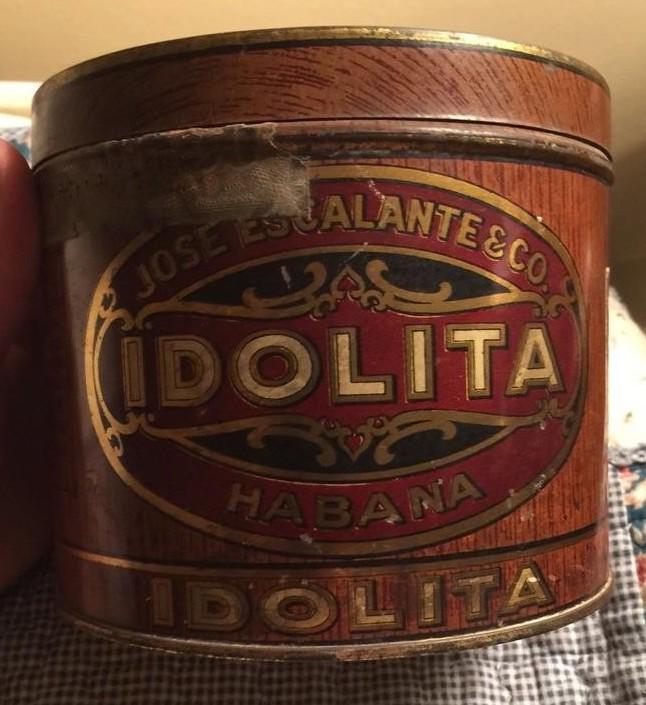 JOSE ESCALANTE & CO.
IDOLITA
HABANA
IDOLITA